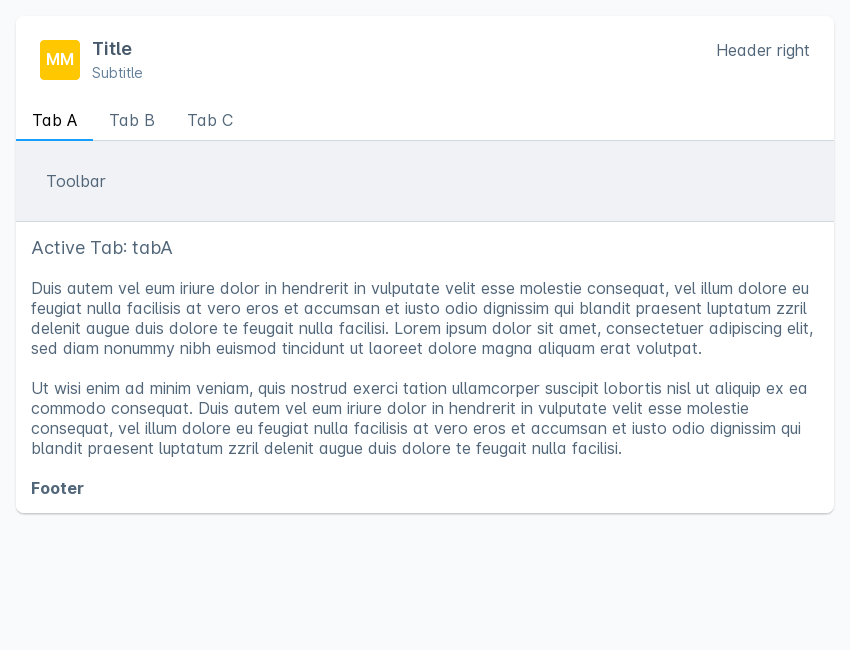 MM
Title
Subtitle
Header right
Tab A
Tab B
Tab C
Toolbar
Active Tab: tabA
Duis autem vel eum iriure dolor in hendrerit in vulputate velit esse molestie consequat, vel illum dolore eu
feugiat nulla facilisis at vero eros et accumsan et iusto odio dignissim qui blandit praesent luptatum zzril
delenit augue duis dolore te feugait nulla facilisi. Lorem ipsum dolor sit amet, consectetuer adipiscing elit,
sed diam nonummy nibh euismod tincidunt ut laoreet dolore magna aliquam erat volutpat.
Ut wisi enim ad minim veniam, quis nostrud exerci tation ullamcorper suscipit lobortis nisl ut aliquip ex ea
commodo consequat. Duis autem vel eum iriure dolor in hendrerit in vulputate velit esse molestie
consequat, vel illum dolore eu feugiat nulla facilisis at vero eros et accumsan et iusto odio dignissim qui
blandit praesent luptatum zzril delenit augue duis dolore te feugait nulla facilisi.
Footer